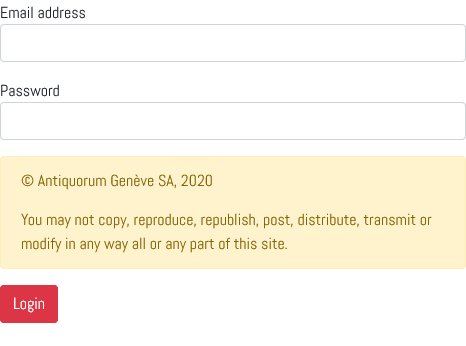 Email address
Password
© Antiquorum Genève SA, 2020
You may not copy, reproduce, republish, post, distribute, transmit or
modify in any way all or any part of this site.
Login